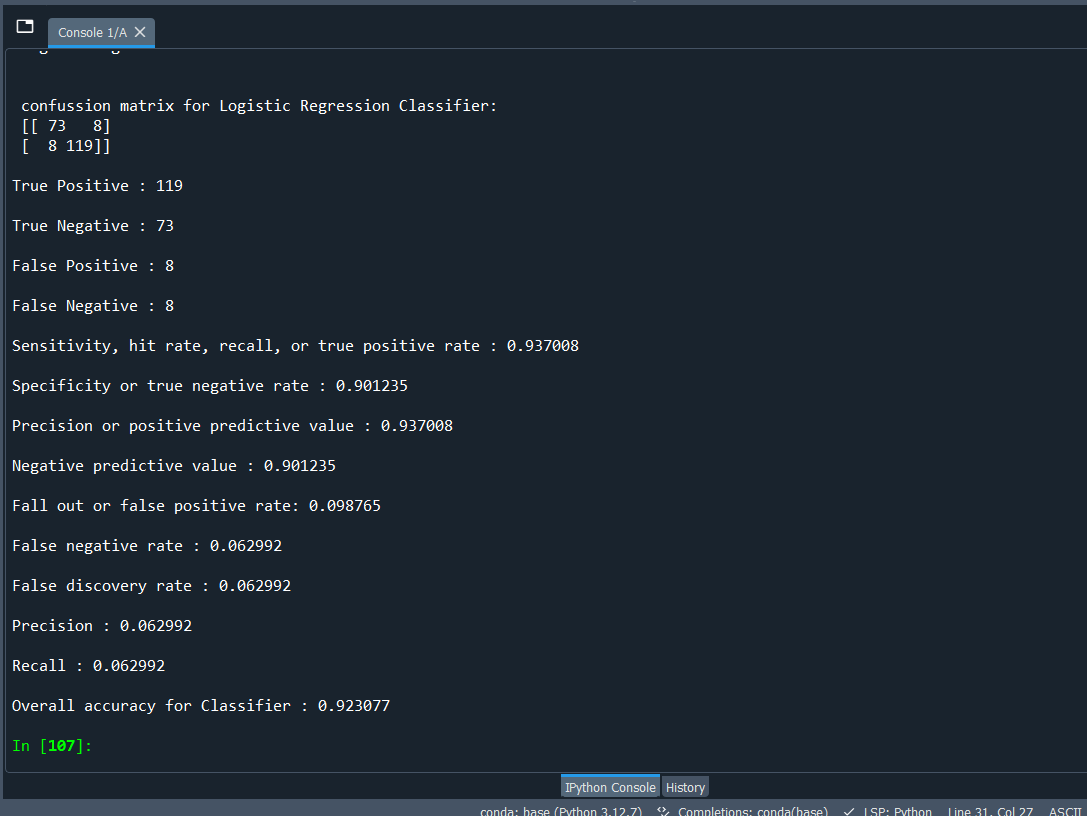 Console 1/A
confussion matrix for Logistic Regression Classifier:
[[ 73   8]
[  8 119]]
True Positive : 119
True Negative : 73
False Positive : 8
False Negative : 8
Sensitivity, hit rate, recall, or true positive rate : 0.937008
Specificity or true negative rate : 0.901235
Precision or positive predictive value : 0.937008
Negative predictive value : 0.901235
Fall out or false positive rate: 0.098765
False negative rate : 0.062992
False discovery rate : 0.062992
Precision : 0.062992
Recall : 0.062992
Overall accuracy for Classifier : 0.923077
In [107]:
IPython Console History
conda: base (Python 3.12.7) Completions: conda(base) LSP: Python Line 31, Col 27 ASCII